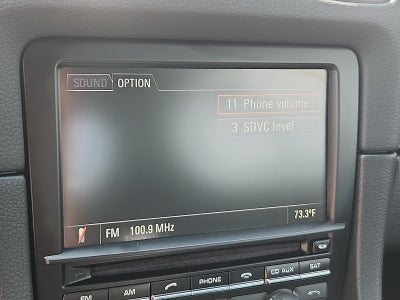 SOUND OPTION
11 Phone volume
3 SDVC level
73.3°F
FM 100.9 MHz
FM AM PHONE CD AUX SAT